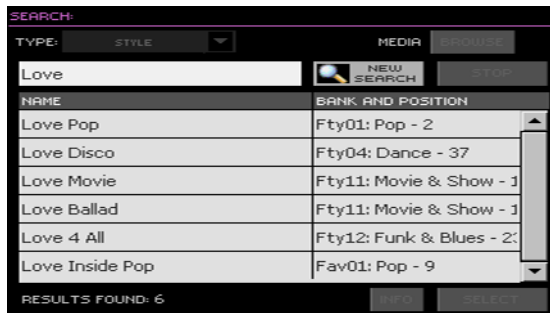 SEARCH:
TYPE: STYLE MEDIA BROWSE
Love NEW SEARCH STOP
NAME BANK AND POSITION
Love Pop Fty01: Pop - 2
Love Disco Fty04: Dance - 37
Love Movie Fty11: Movie & Show - 1
Love Ballad Fty11: Movie & Show - 1
Love 4 All Fty12: Funk & Blues -
Love Inside Pop Fav01: Pop - 9
RESULTS FOUND: 6 INFO SELECT